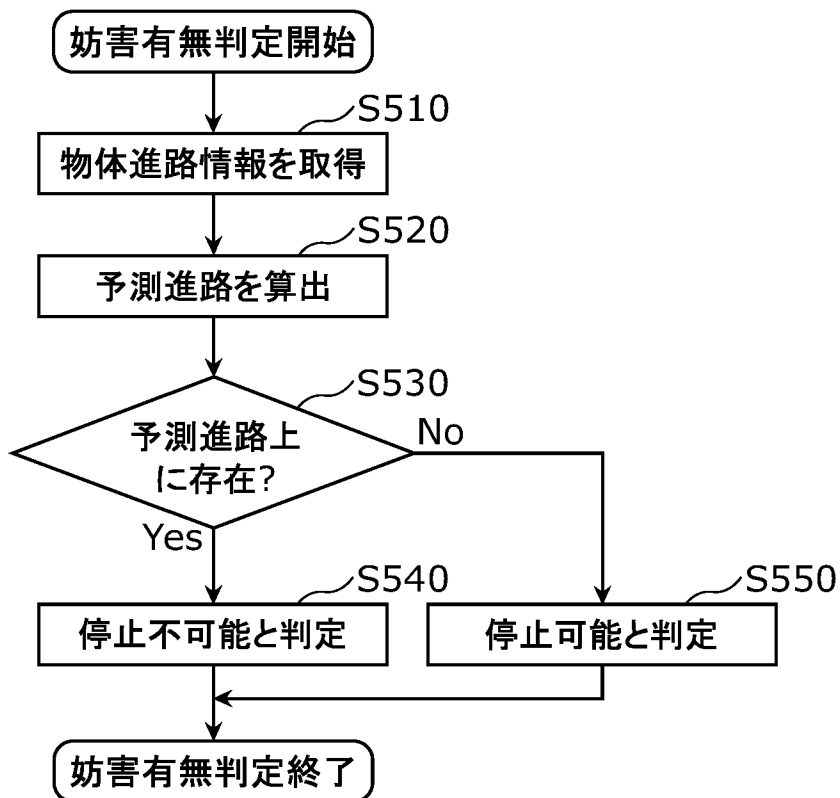 妨害有無判定開始
S510
物体進路情報を取得
S520
予測進路を算出
S530
予測進路上
に存在?
No
Yes
S540
停止不可能と判定
S550
停止可能と判定
妨害有無判定終了